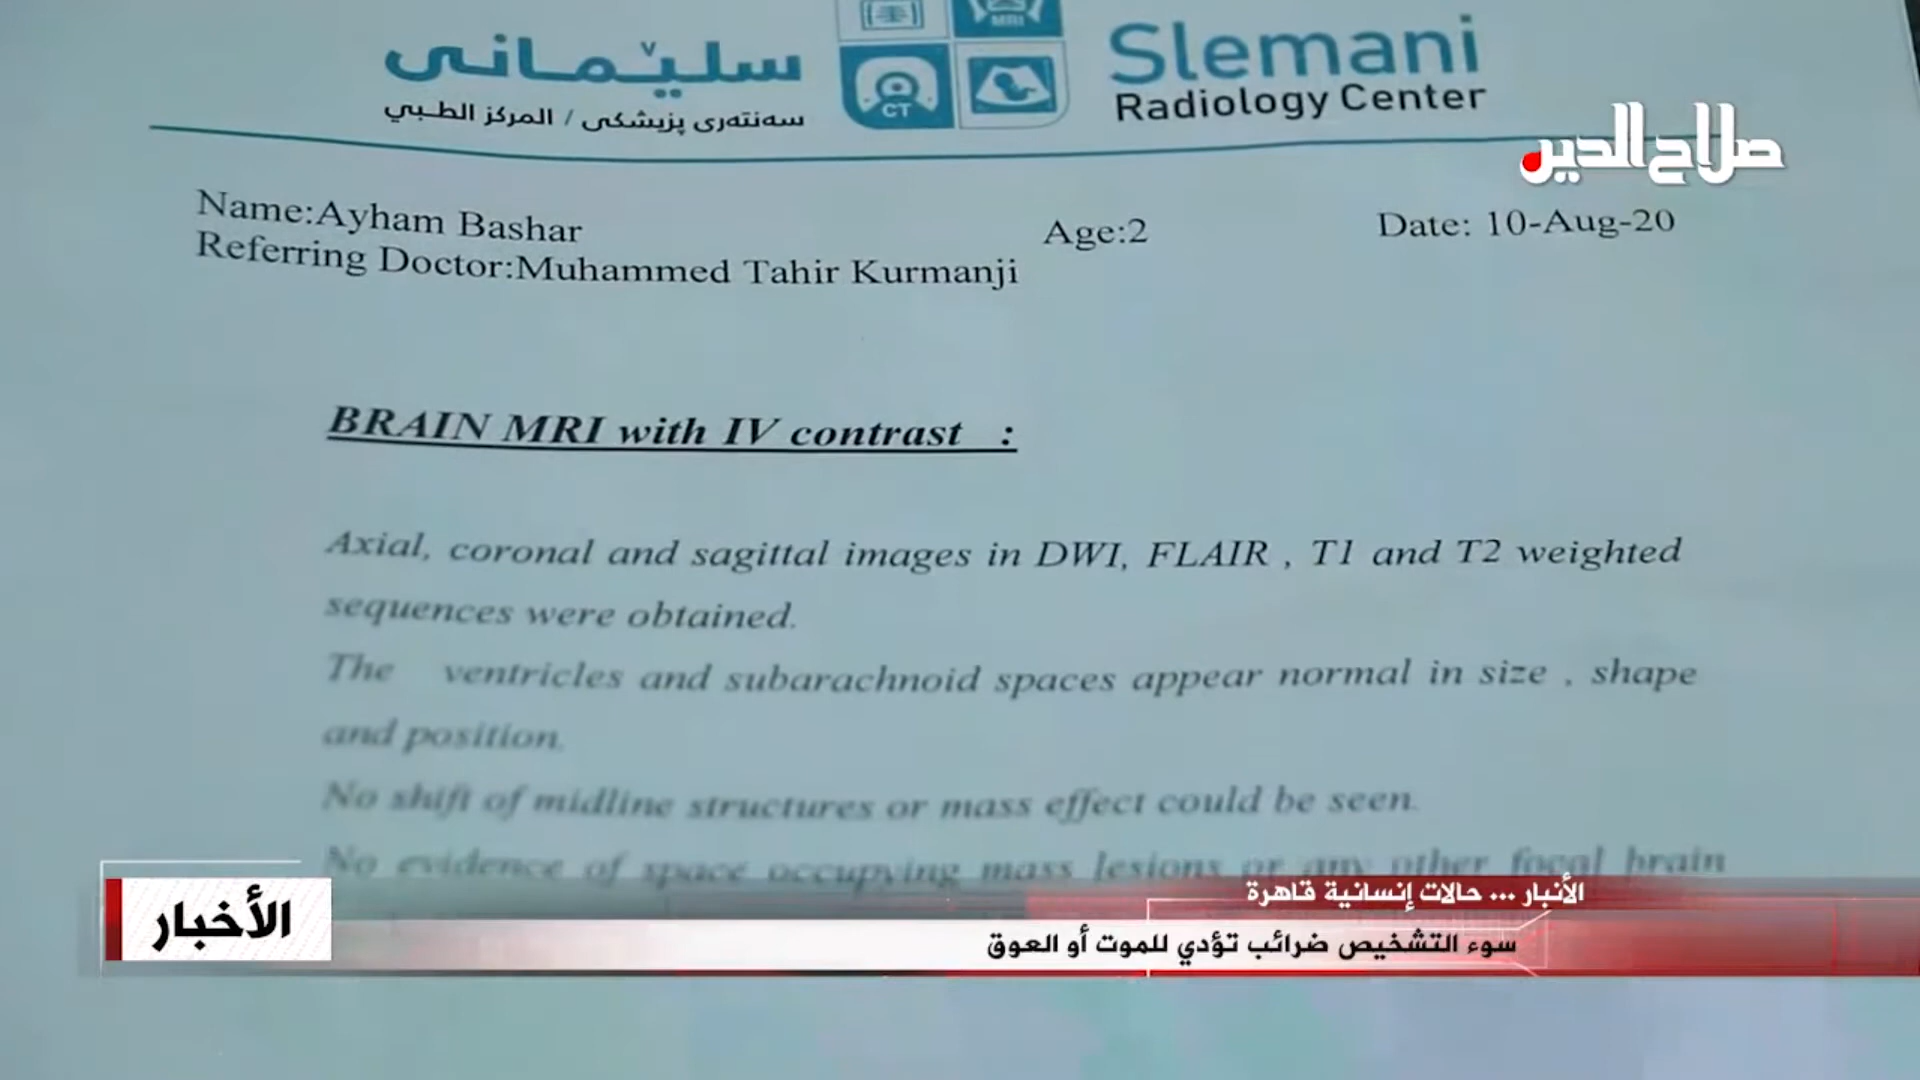 سلێمانی
سەنتەری پزیشکی / المركز الطبي
MRI
CT
Slemani
Radiology Center
صلاح الدين
Name:Ayham Bashar
Age:2
Date: 10-Aug-20
Referring Doctor:Muhammed Tahir Kurmanji
BRAIN MRI with IV contrast :
Axial, coronal and sagittal images in DWI, FLAIR , T1 and T2 weighted
sequences were obtained.
The ventricles and subarachnoid spaces appear normal in size , shape
and position.
No shift of midline structures or mass effect could be seen.
No evidence of space occupying mass lesions or any other focal brain
الأنبار ... حالات إنسانية قاهرة
الأخبار
سوء التشخيص ضرائب تؤدي للموت أو العوق